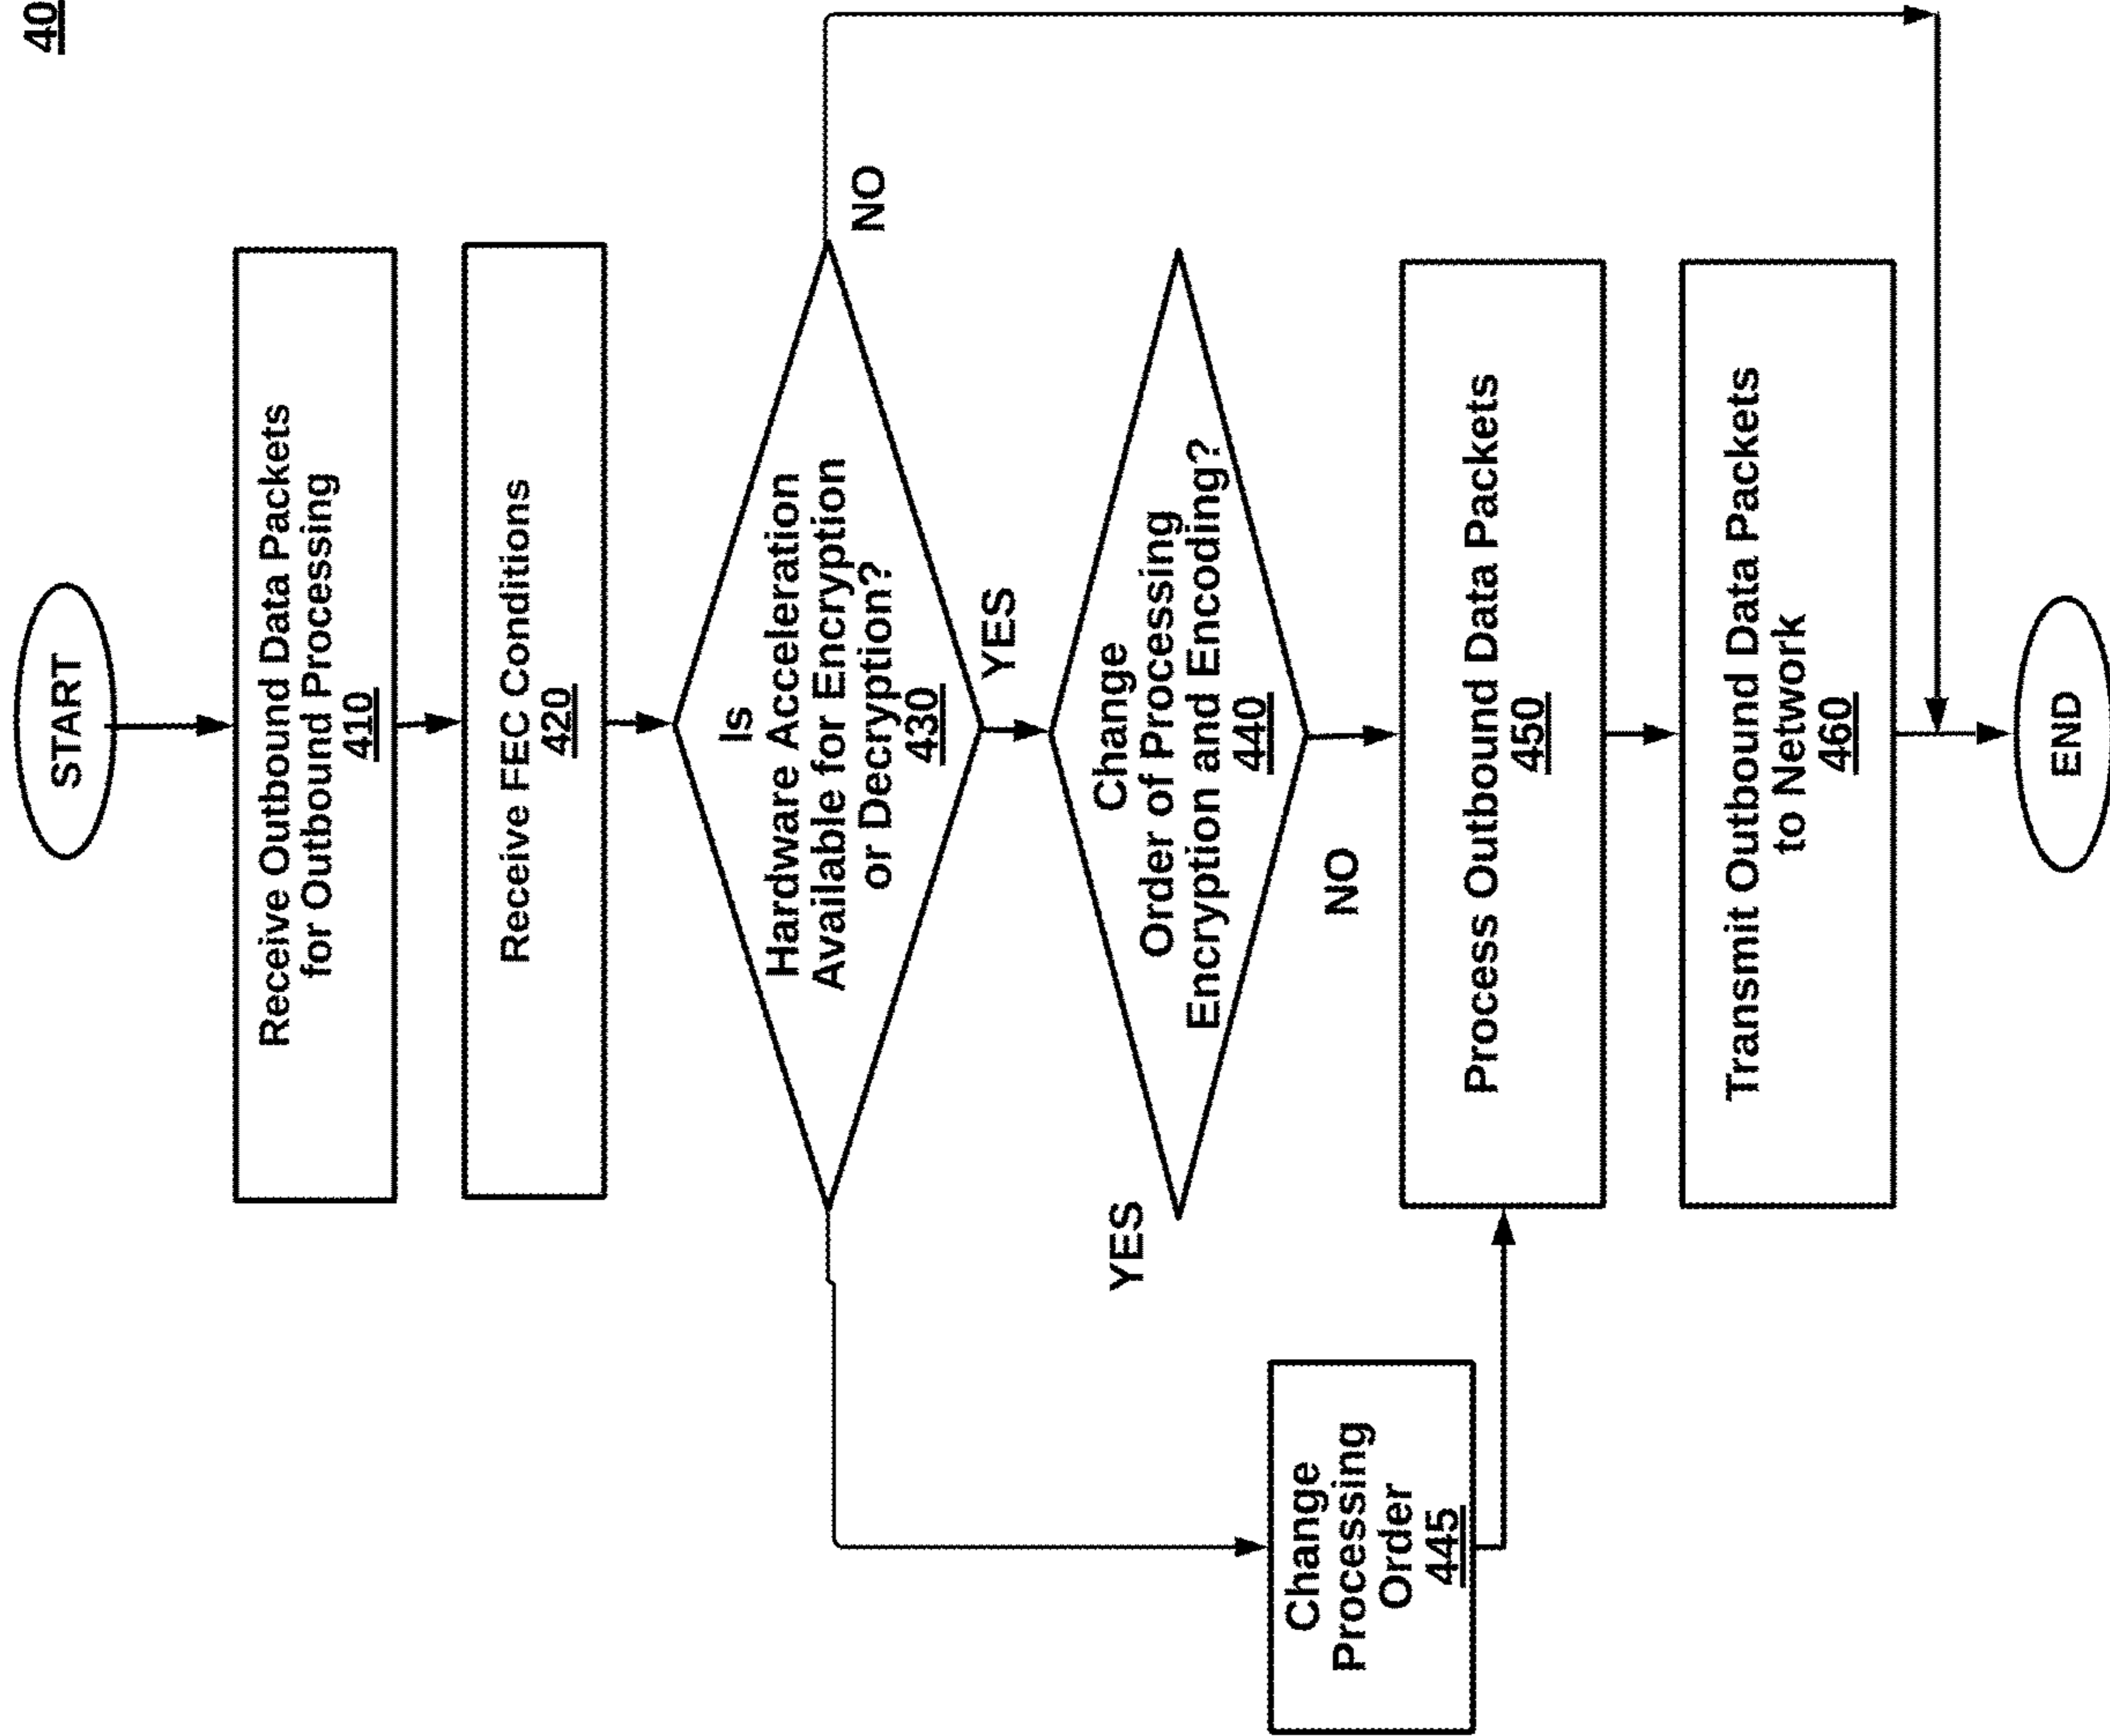 40
START
Receive Outbound Data Packets
for Outbound Processing
410
Receive FEC Conditions
420
Is
Hardware Acceleration
Available for Encryption
or Decryption?
430
NO
YES
Change
Order of Processing
Encryption and Encoding?
440
YES
NO
Change
Processing
Order
445
Process Outbound Data Packets
450
Transmit Outbound Data Packets
to Network
460
END